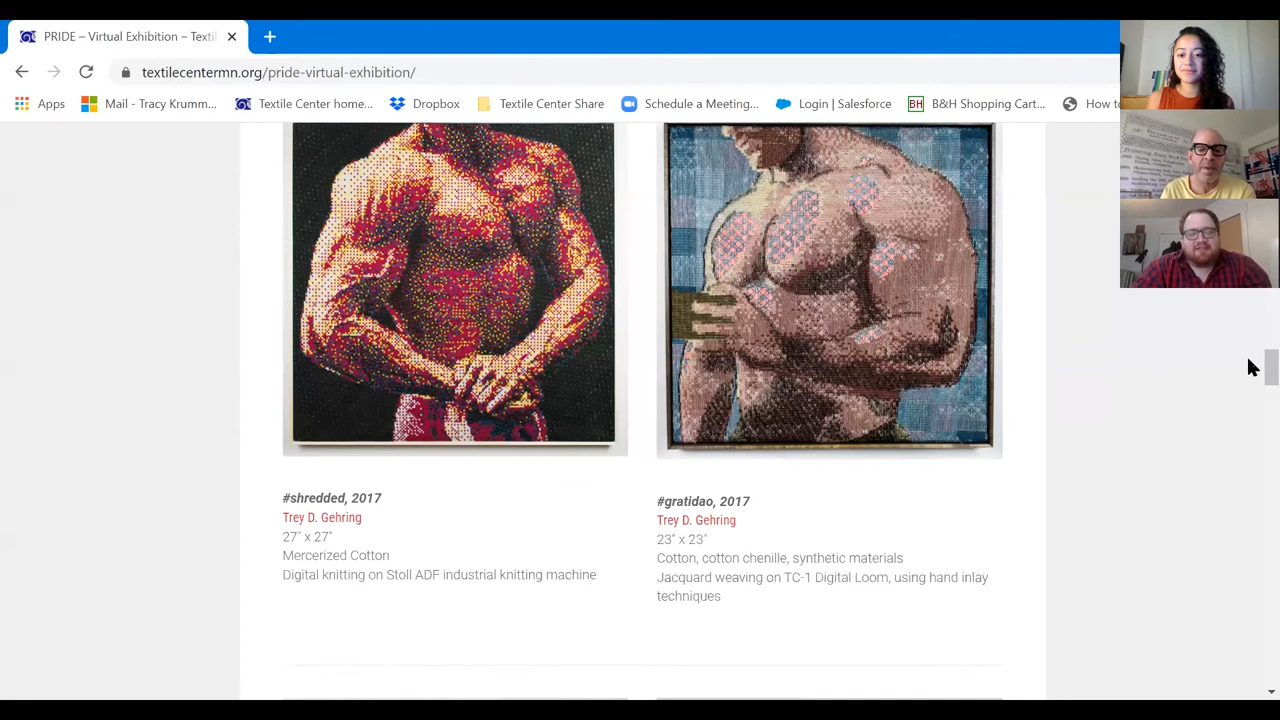 PRIDE – Virtual Exhibition – Texti
textilecentermn.org/pride-virtual-exhibition/
Apps Mail - Tracy Krumm... Textile Center home... Dropbox Textile Center Share Schedule a Meeting... Login | Salesforce BH B&H Shopping Cart... How to
#shredded, 2017
Trey D. Gehring
27" x 27"
Mercerized Cotton
Digital knitting on Stoll ADF industrial knitting machine
#gratidao, 2017
Trey D. Gehring
23" x 23"
Cotton, cotton chenille, synthetic materials
Jacquard weaving on TC-1 Digital Loom, using hand inlay
techniques